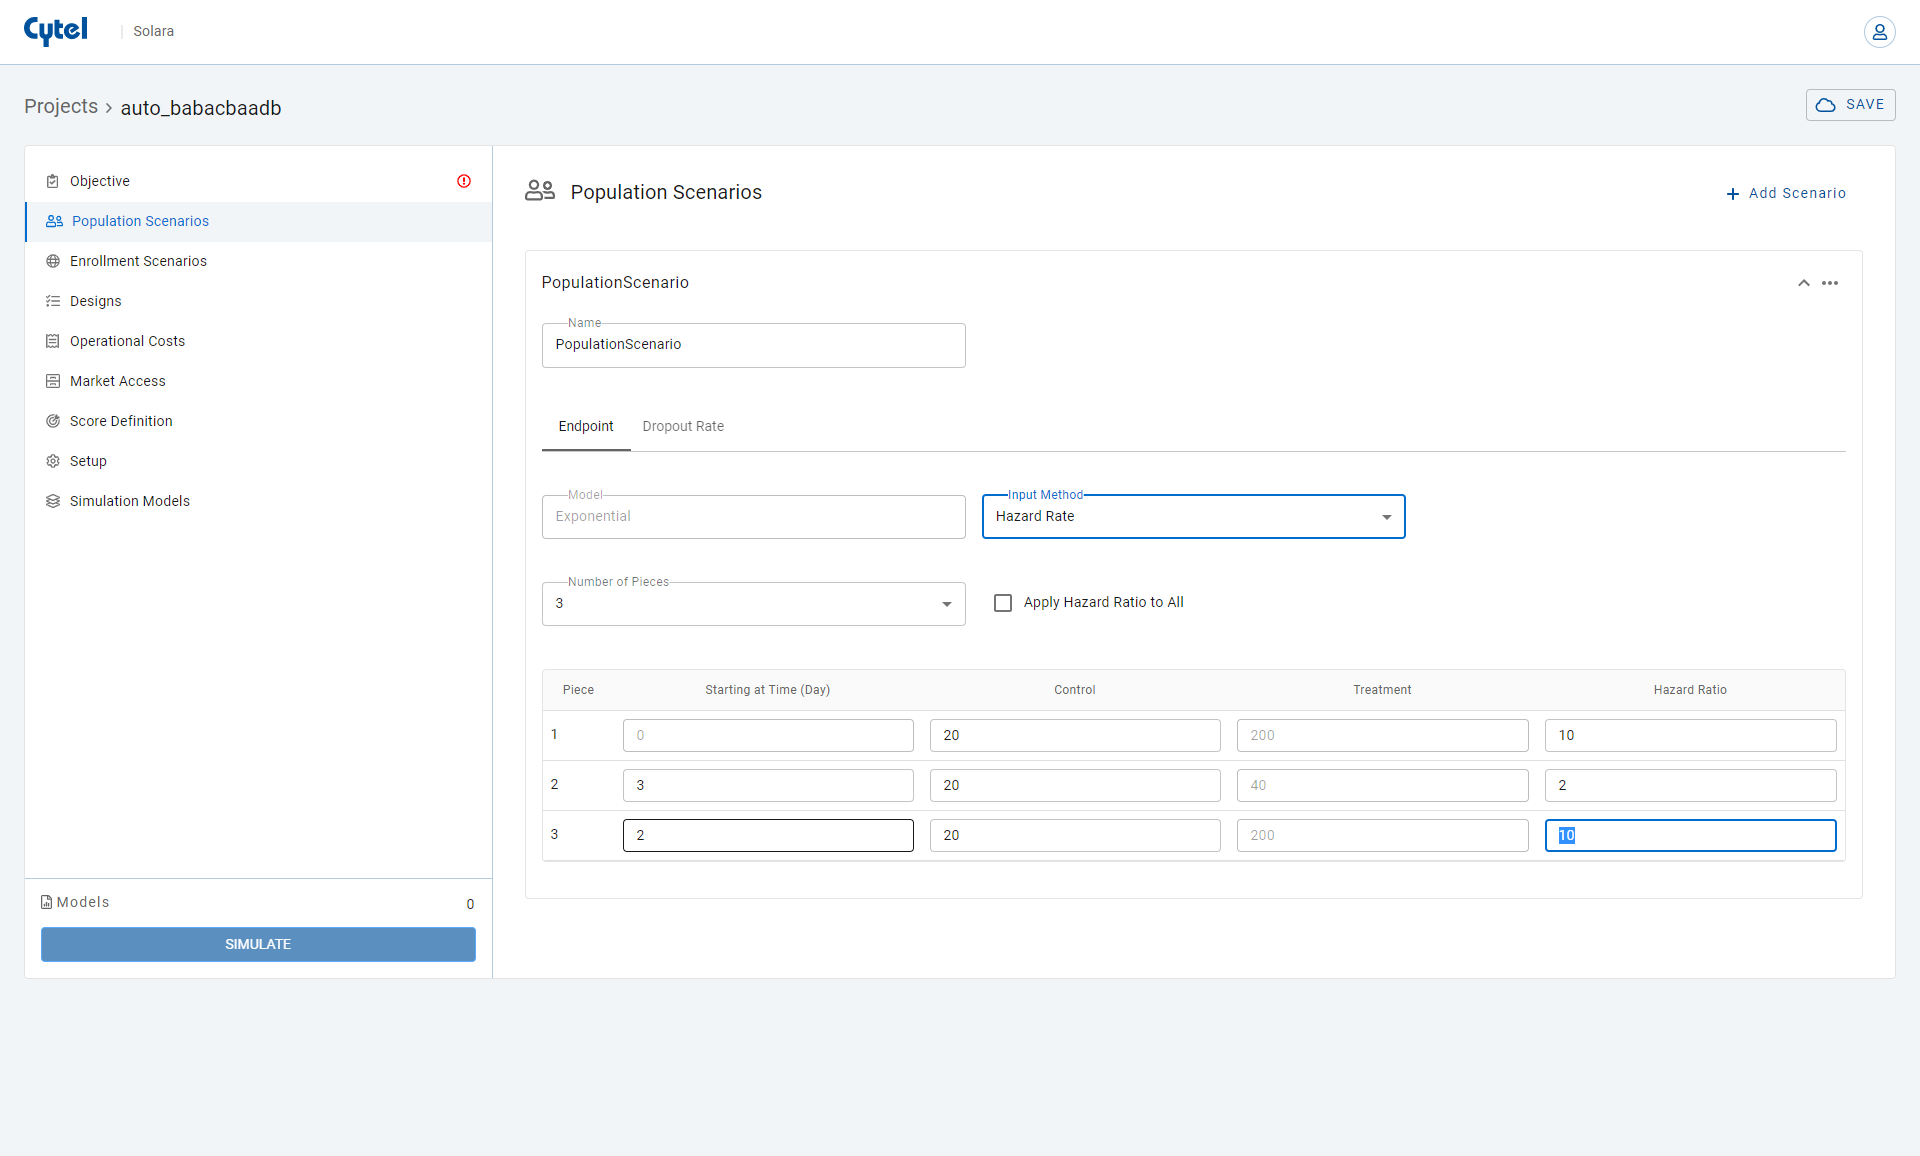 Cytel
Solara
Projects › auto_babacbaadb
SAVE
Objective
Population Scenarios
Enrollment Scenarios
Designs
Operational Costs
Market Access
Score Definition
Setup
Simulation Models
Models 0
SIMULATE
Population Scenarios
+ Add Scenario
PopulationScenario
Name
PopulationScenario
Endpoint Dropout Rate
Model
Exponential
Input Method
Hazard Rate
Number of Pieces
3
Apply Hazard Ratio to All
Piece Starting at Time (Day) Control Treatment Hazard Ratio
1 0 20 200 10
2 3 20 40 2
3 2 20 200 10